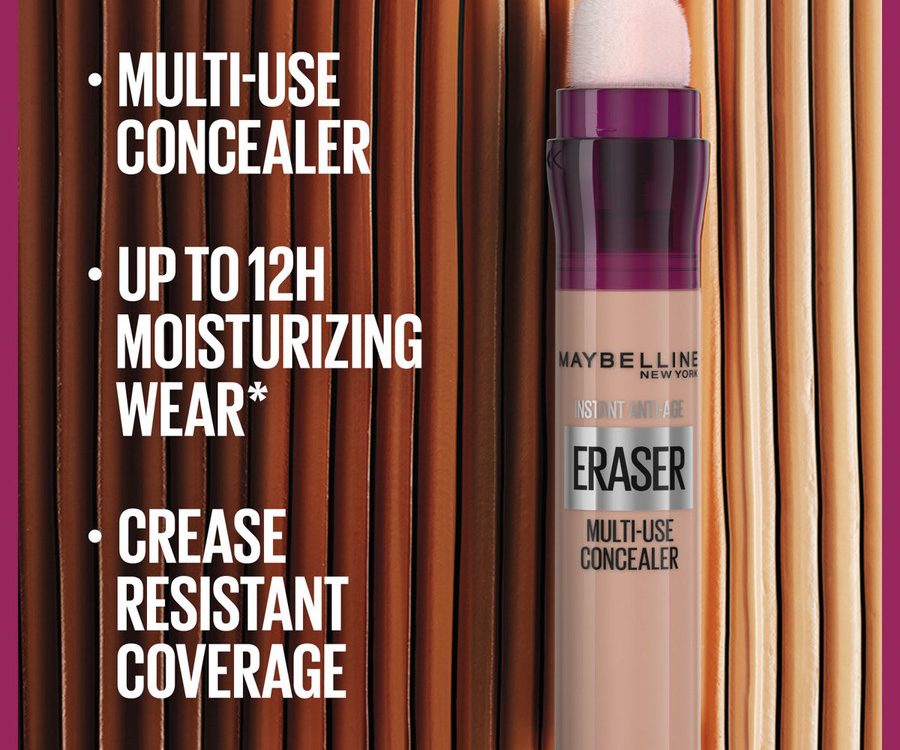 • MULTI-USE
CONCEALER
• UP TO 12H
MOISTURIZING
WEAR*
• CREASE
RESISTANT
COVERAGE
MAYBELLINE
NEW YORK
INSTANT ANTI-AGE
ERASER
MULTI-USE
CONCEALER